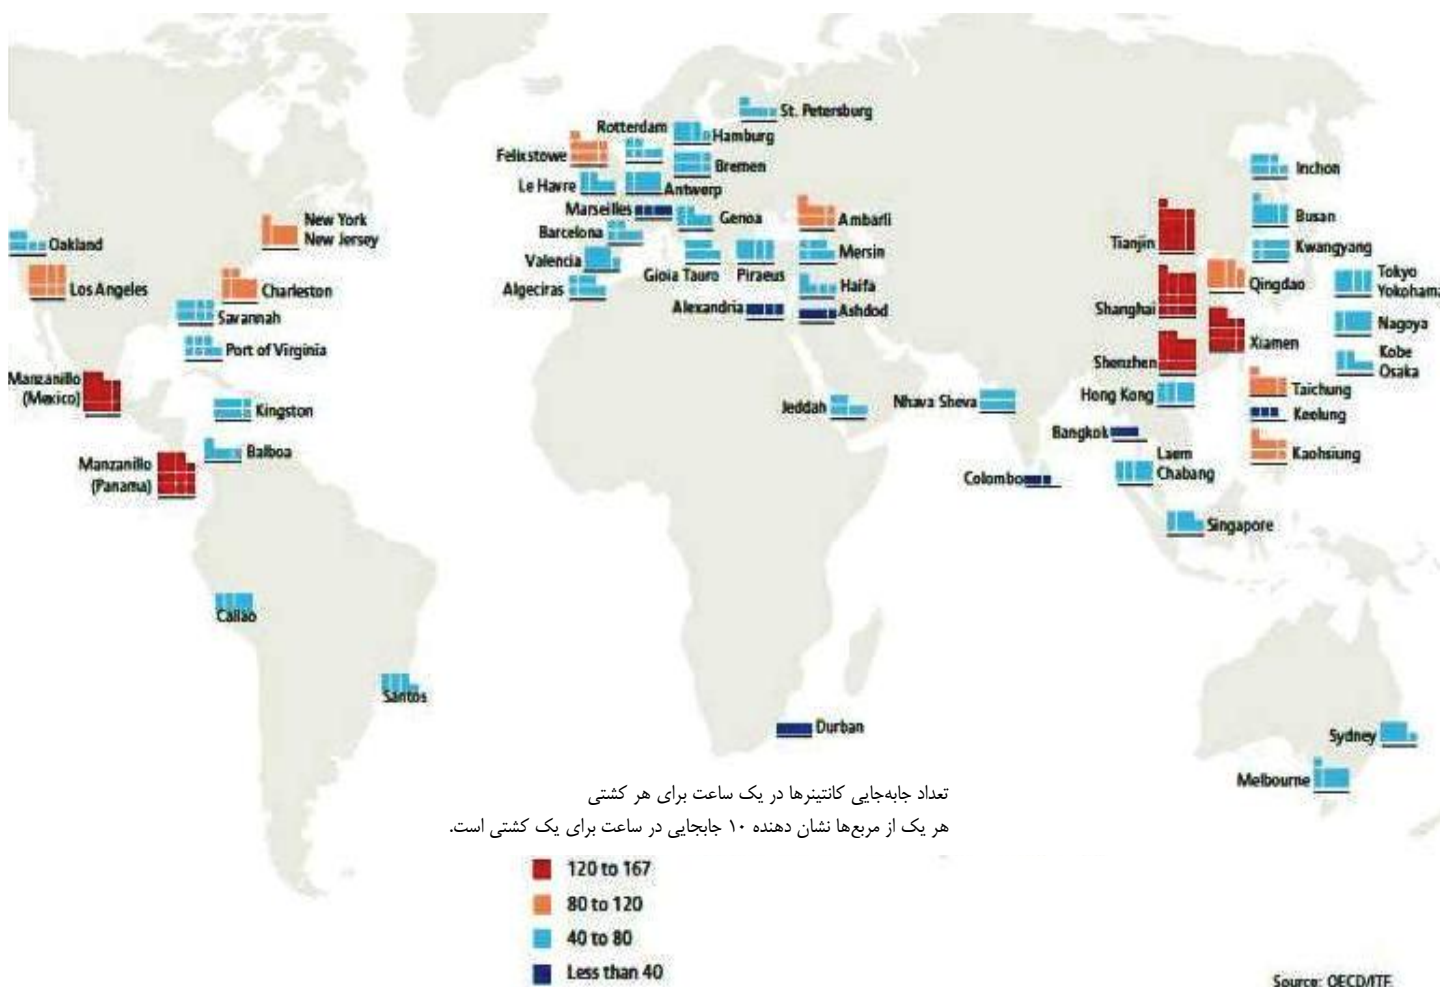 St. Petersburg
Rotterdam
Hamburg
Felixstowe
Bremen
Le Havre
Antwerp
Marseilles
Genoa
Ambarli
Barcelona
Mersin
Valencia
Gioia Tauro
Piraeus
Algeciras
Haifa
Alexandria
Ashdod
New York
New Jersey
Oakland
Los Angeles
Charleston
Savannah
Port of Virginia
Manzanillo
(Mexico)
Kingston
Balboa
Manzanillo
(Panama)
Callao
Santos
Jeddah
Nhava Sheva
Colombo
Durban
Inchon
Busan
Tianjin
Kwangyang
Qingdao
Tokyo
Yokohama
Shanghai
Nagoya
Xiamen
Shenzhen
Kobe
Osaka
Hong Kong
Taichung
Keelung
Bangkok
Kaohsiung
Laem
Chabang
Singapore
Sydney
Melbourne
تعداد جابه‌جایی کانتینرها در یک ساعت برای هر کشتی
هر یک از مربع‌ها نشان دهنده ۱۰ جابجایی در ساعت برای یک کشتی است.
120 to 167
80 to 120
40 to 80
Less than 40
Source: OECD/ITF.